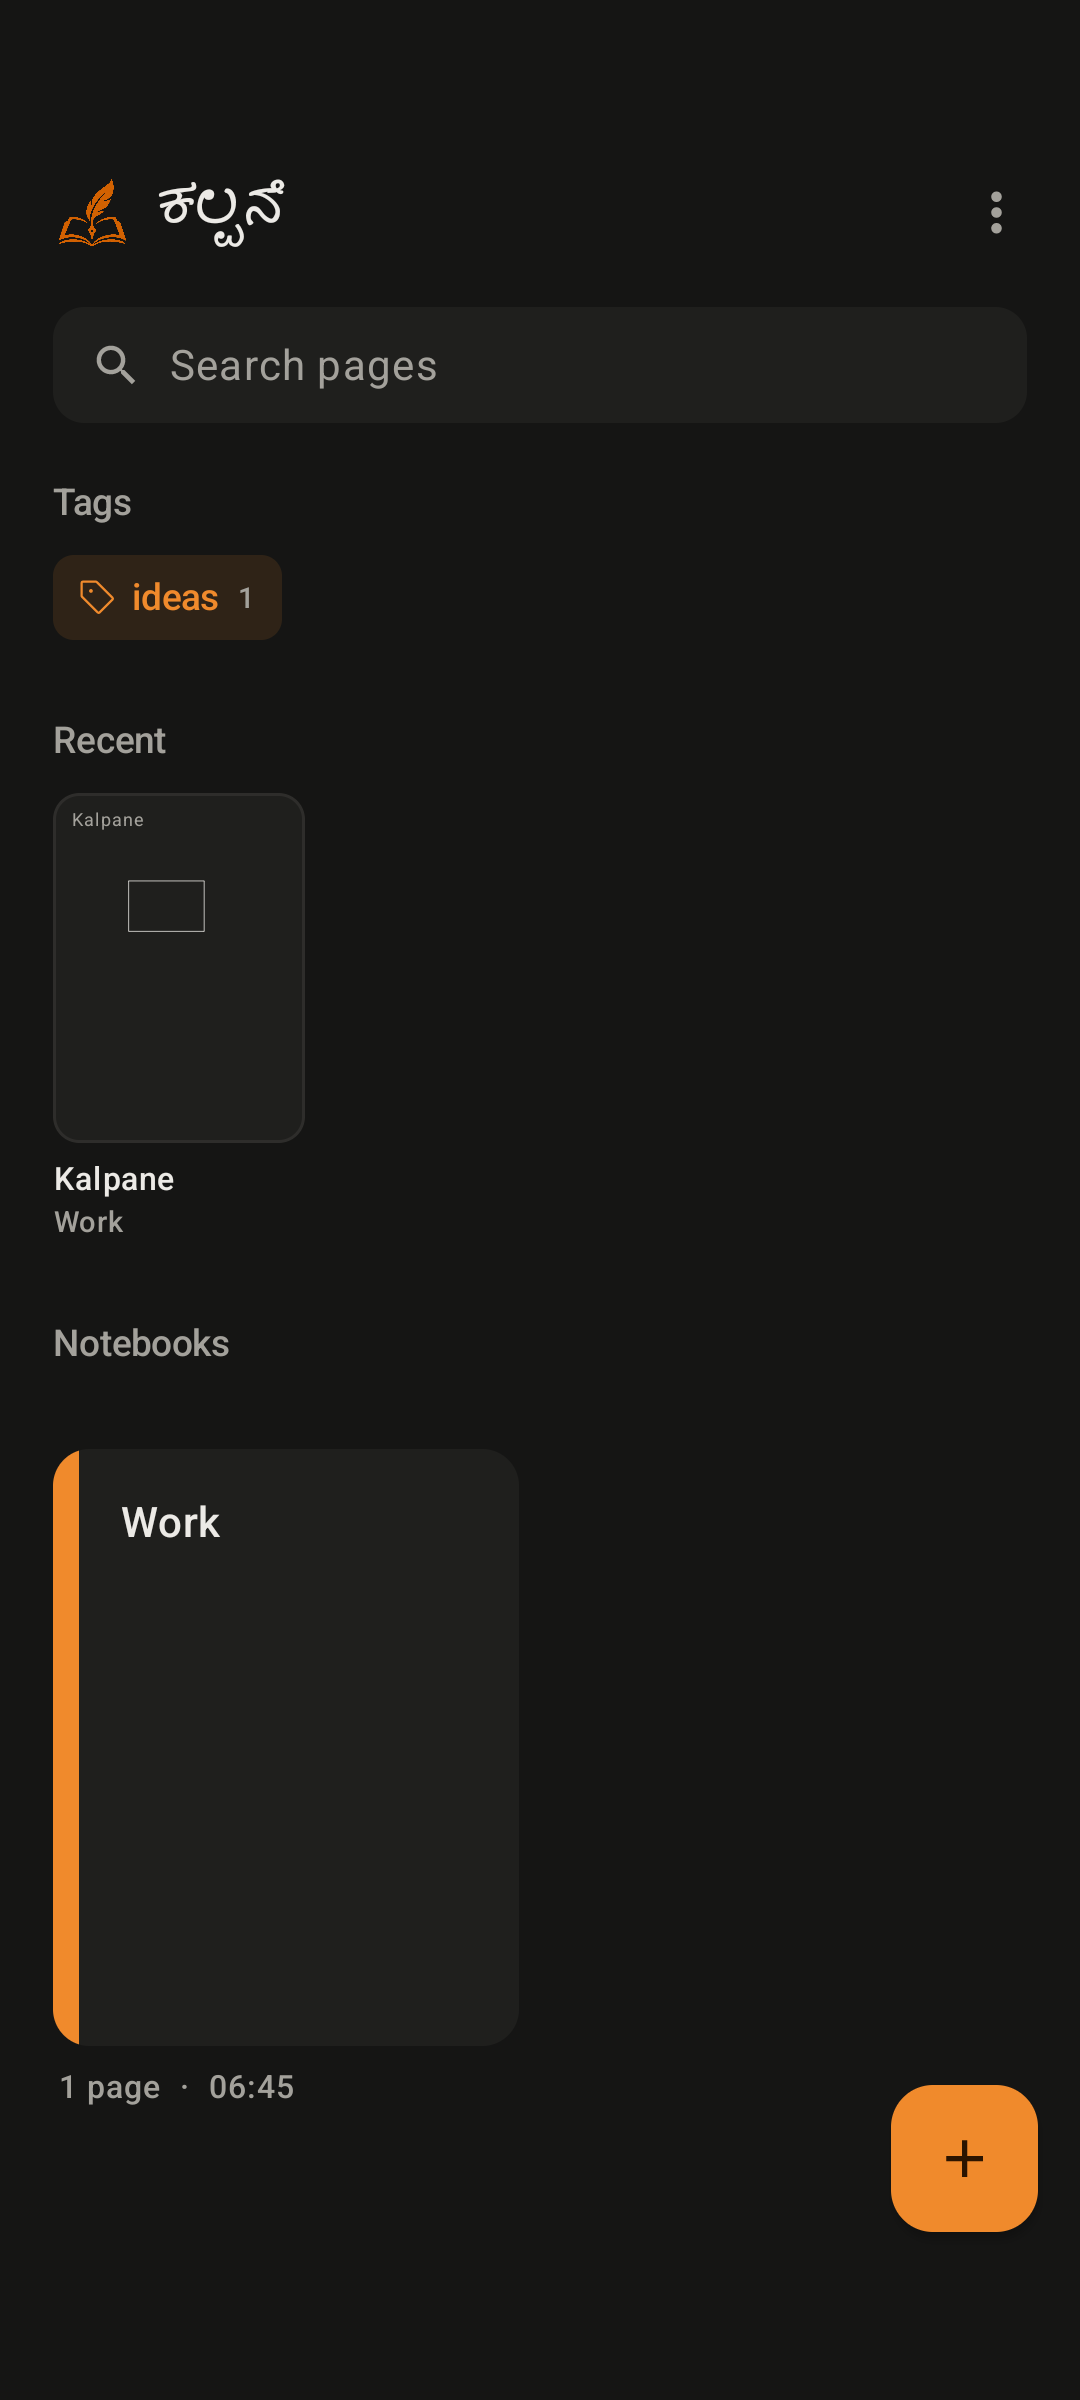 ಕಲ್ಪನೆ
Search pages
Tags
ideas 1
Recent
Kalpane
Kalpane
Work
Notebooks
Work
1 page · 06:45